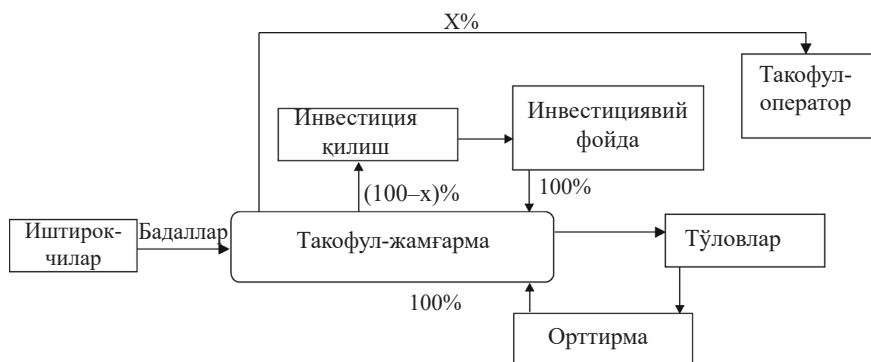 X%
Такофул-
оператор
Инвестиция
қилиш
Инвестициявий
фойда
(100–x)%
100%
Иштирок-
чилар
Бадаллар
Такофул-жамғарма
Тўловлар
100%
Орттирма